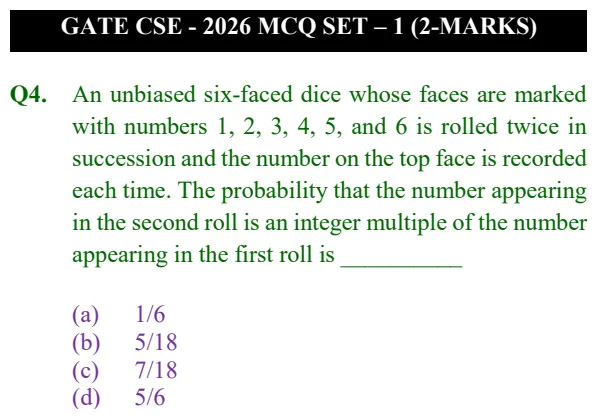 GATE CSE - 2026 MCQ SET – 1 (2-MARKS)
Q4. An unbiased six-faced dice whose faces are marked
with numbers 1, 2, 3, 4, 5, and 6 is rolled twice in
succession and the number on the top face is recorded
each time. The probability that the number appearing
in the second roll is an integer multiple of the number
appearing in the first roll is __________
(a) 1/6
(b) 5/18
(c) 7/18
(d) 5/6